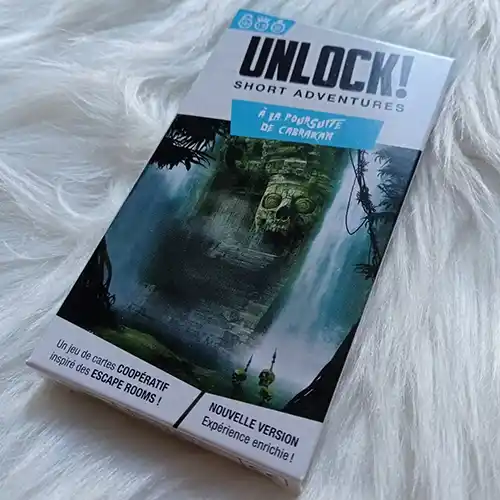 UNLOCK!
SHORT ADVENTURES
À LA POURSUITE
DE CABRAKAN
Un jeu de cartes COOPÉRATIF
inspiré des ESCAPE ROOMS !
NOUVELLE VERSION
Expérience enrichie !